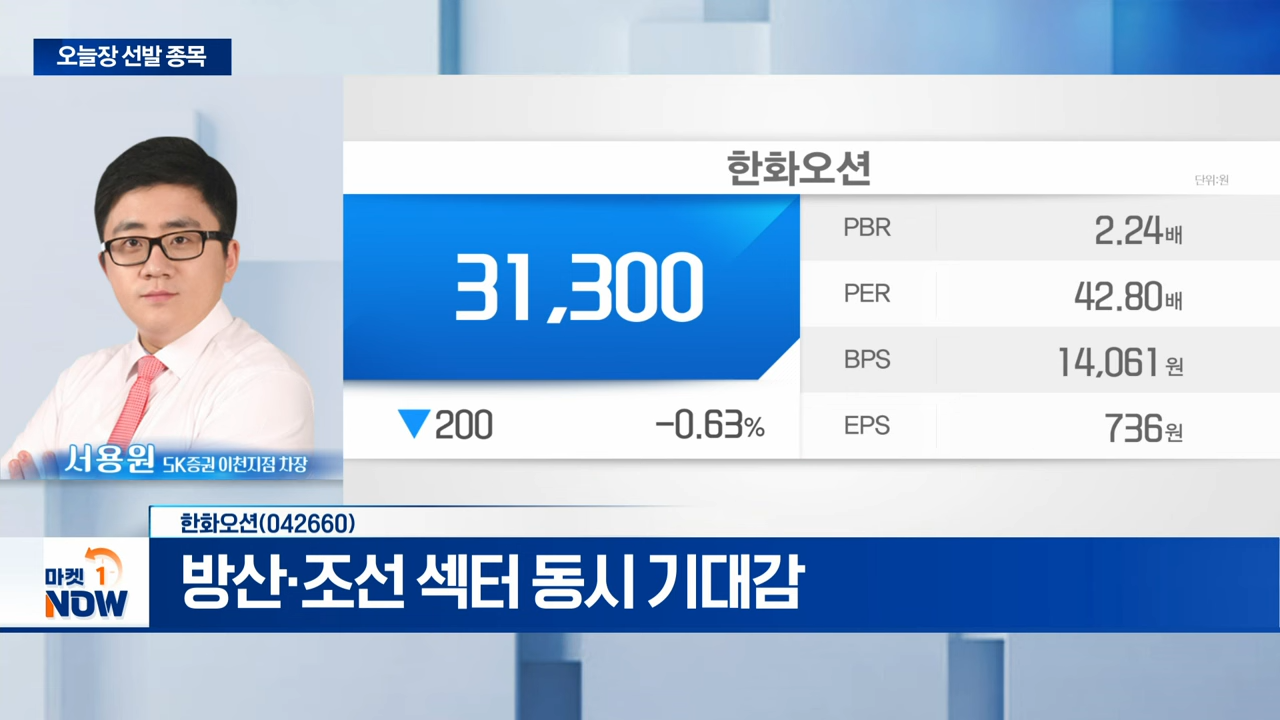 오늘장 선발 종목
한화오션
단위:원
31,300
▼200 -0.63%
PBR 2.24배
PER 42.80배
BPS 14,061원
EPS 736원
서용원 SK증권 이천지점 차장
한화오션(042660)
방산·조선 섹터 동시 기대감
마켓 1
NOW